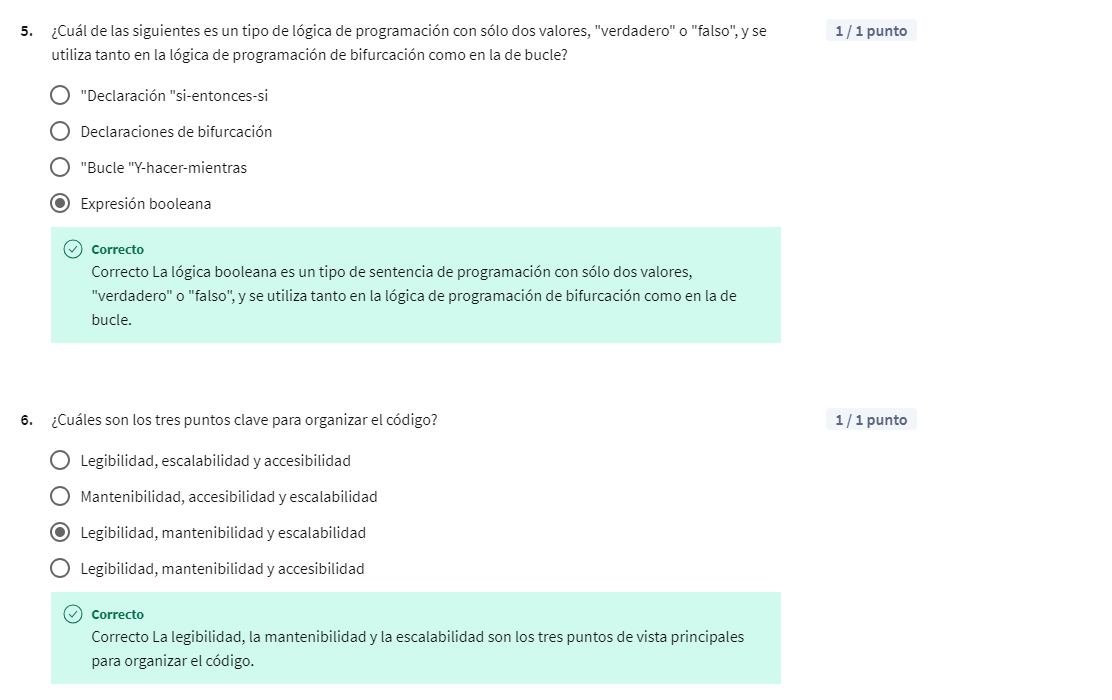 5. ¿Cuál de las siguientes es un tipo de lógica de programación con sólo dos valores, "verdadero" o "falso", y se
1 / 1 punto
utiliza tanto en la lógica de programación de bifurcación como en la de bucle?
"Declaración "si-entonces-si
Declaraciones de bifurcación
"Bucle "Y-hacer-mientras
Expresión booleana
Correcto
Correcto La lógica booleana es un tipo de sentencia de programación con sólo dos valores,
"verdadero" o "falso", y se utiliza tanto en la lógica de programación de bifurcación como en la de
bucle.
6. ¿Cuáles son los tres puntos clave para organizar el código?
1 / 1 punto
Legibilidad, escalabilidad y accesibilidad
Mantenibilidad, accesibilidad y escalabilidad
Legibilidad, mantenibilidad y escalabilidad
Legibilidad, mantenibilidad y accesibilidad
Correcto
Correcto La legibilidad, la mantenibilidad y la escalabilidad son los tres puntos de vista principales
para organizar el código.